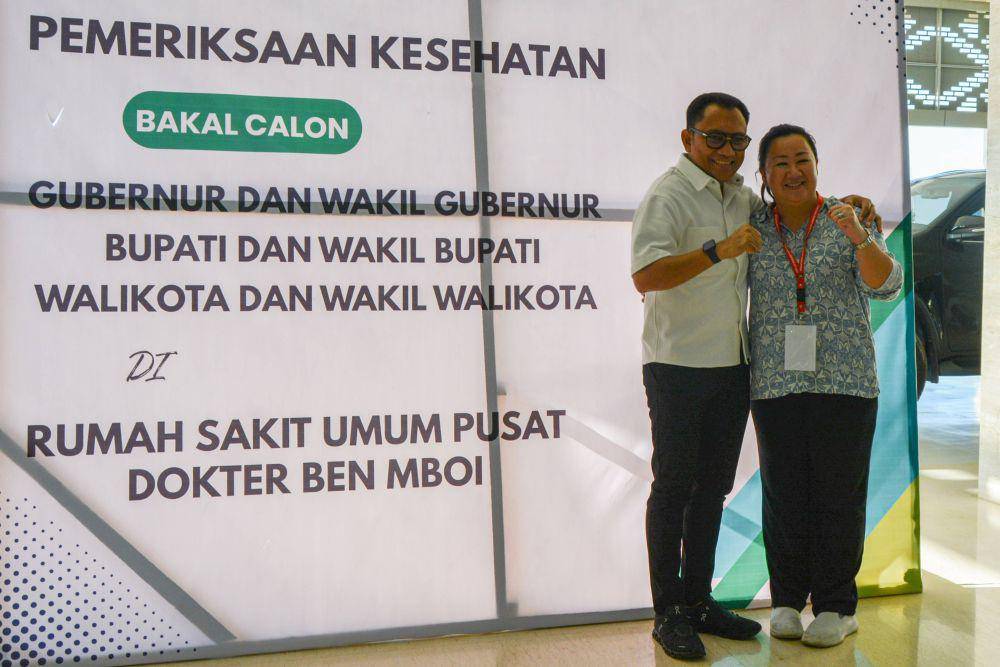 PEMERIKSAAN KESEHATAN
BAKAL CALON
GUBERNUR DAN WAKIL GUBERNUR
BUPATI DAN WAKIL BUPATI
WALIKOTA DAN WAKIL WALIKOTA
DI
RUMAH SAKIT UMUM PUSAT
DOKTER BEN MBOI